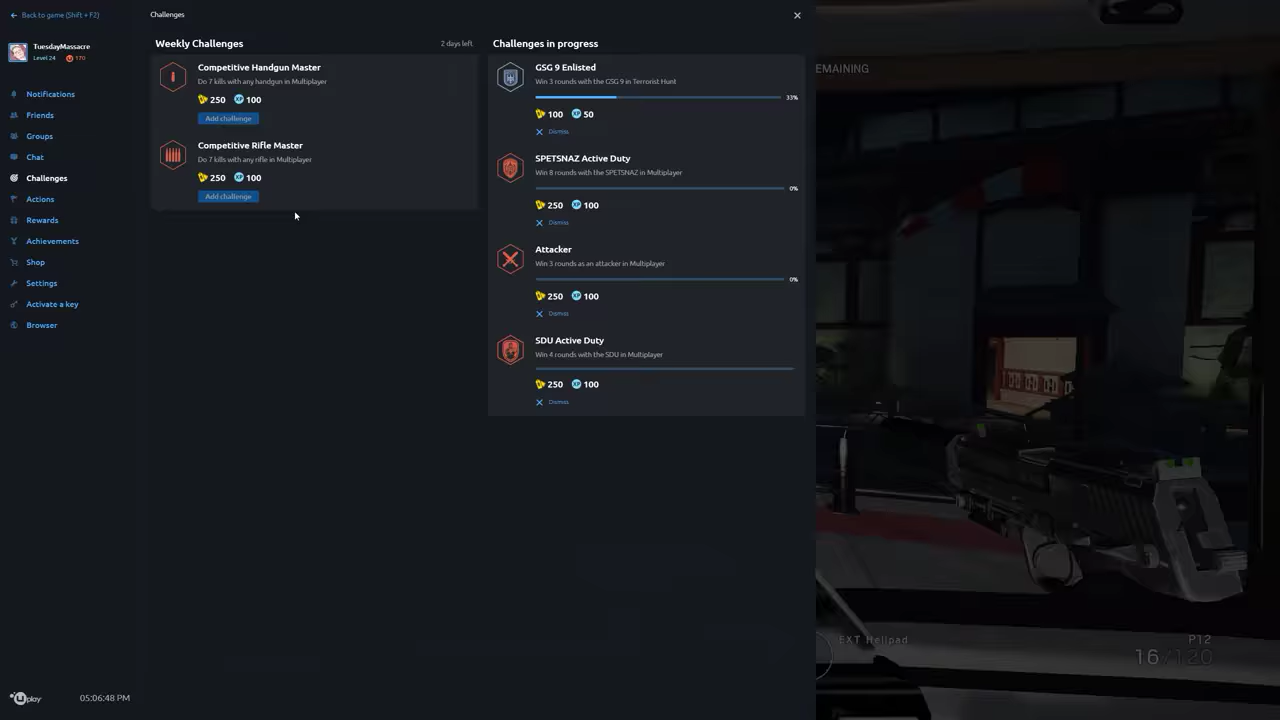 Back to game (Shift + F2)
TuesdayMassacre
Level 24 170
Notifications
Friends
Groups
Chat
Challenges
Actions
Rewards
Achievements
Shop
Settings
Activate a key
Browser
uplay
05:06:48 PM
Challenges
Weekly Challenges
2 days left
Competitive Handgun Master
Do 7 kills with any handgun in Multiplayer
250 XP 100
Add challenge
Competitive Rifle Master
Do 7 kills with any rifle in Multiplayer
250 XP 100
Add challenge
Challenges in progress
GSG 9 Enlisted
Win 3 rounds with the GSG 9 in Terrorist Hunt
33%
100 XP 50
Dismiss
SPETSNAZ Active Duty
Win 8 rounds with the SPETSNAZ in Multiplayer
0%
250 XP 100
Dismiss
Attacker
Win 3 rounds as an attacker in Multiplayer
0%
250 XP 100
Dismiss
SDU Active Duty
Win 4 rounds with the SDU in Multiplayer
250 XP 100
Dismiss
EMAINING
EXT Helipad
P12
16/120